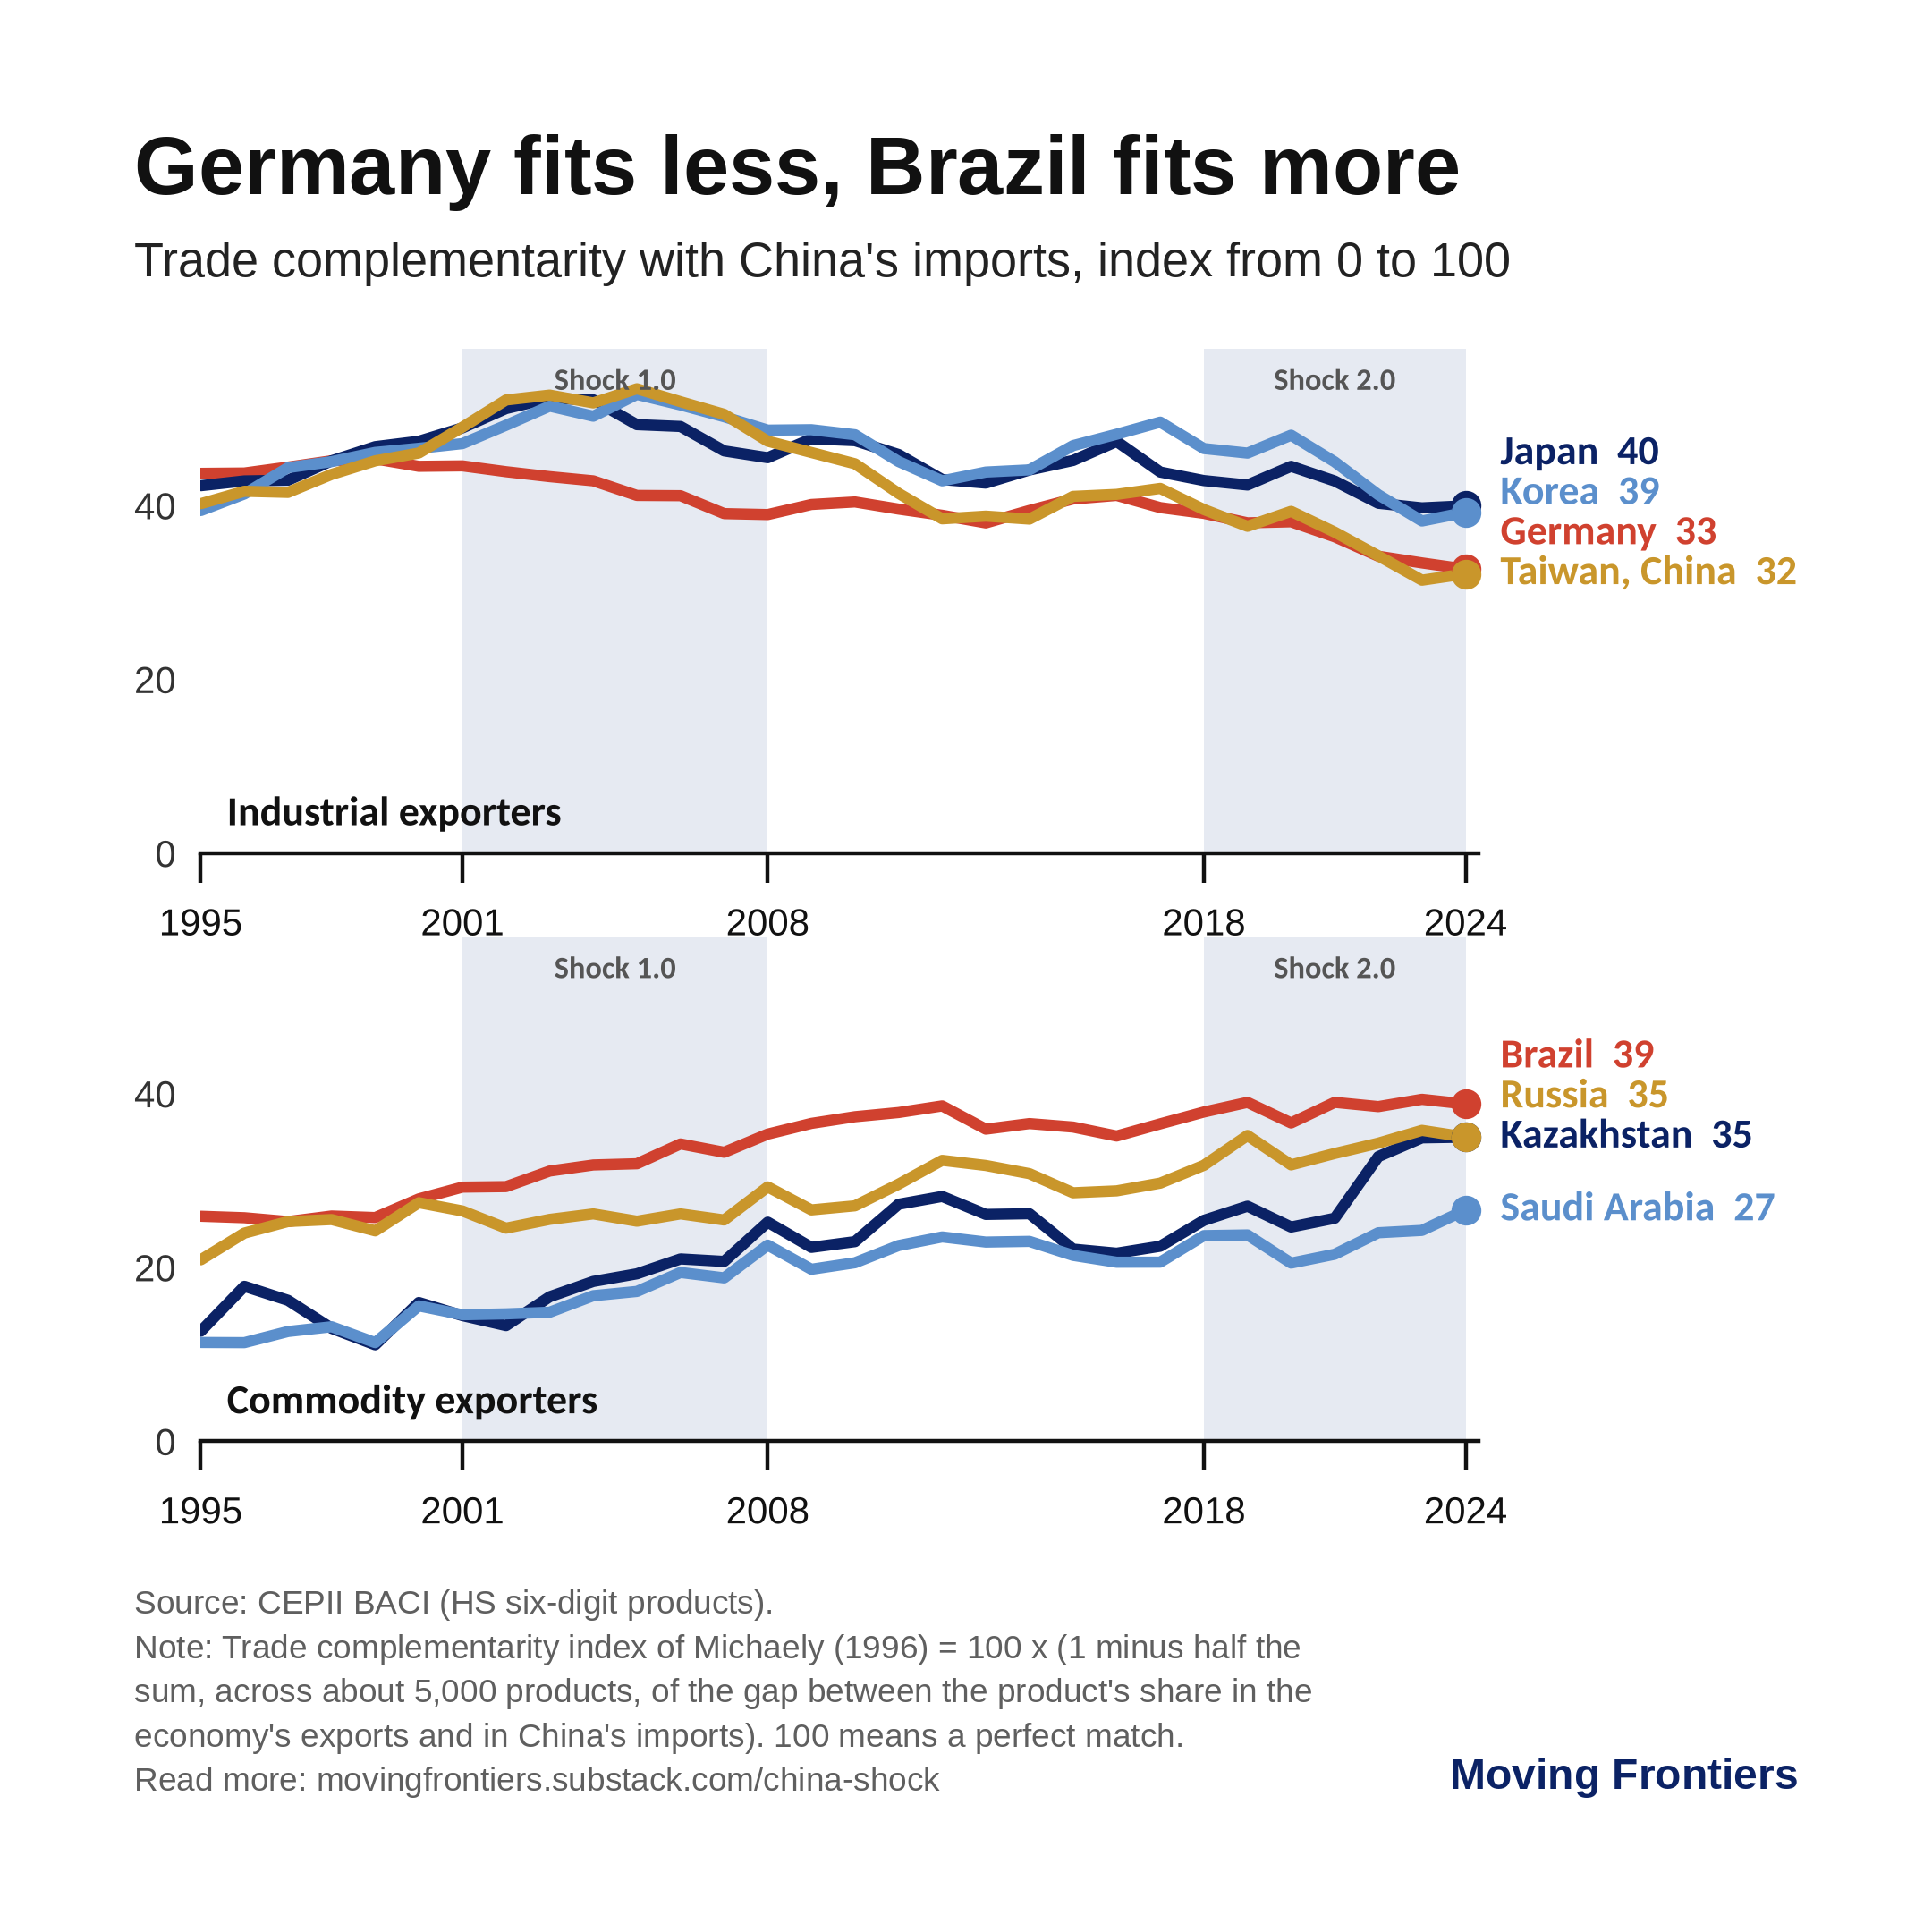 Germany fits less, Brazil fits more
Trade complementarity with China's imports, index from 0 to 100
Shock 1.0
Shock 2.0
Japan 40
Korea 39
Germany 33
Taiwan, China 32
40
20
0
Industrial exporters
1995 2001 2008 2018 2024
Shock 1.0
Shock 2.0
Brazil 39
Russia 35
Kazakhstan 35
Saudi Arabia 27
40
20
0
Commodity exporters
1995 2001 2008 2018 2024
Source: CEPII BACI (HS six-digit products).
Note: Trade complementarity index of Michaely (1996) = 100 x (1 minus half the
sum, across about 5,000 products, of the gap between the product's share in the
economy's exports and in China's imports). 100 means a perfect match.
Read more: movingfrontiers.substack.com/china-shock
Moving Frontiers